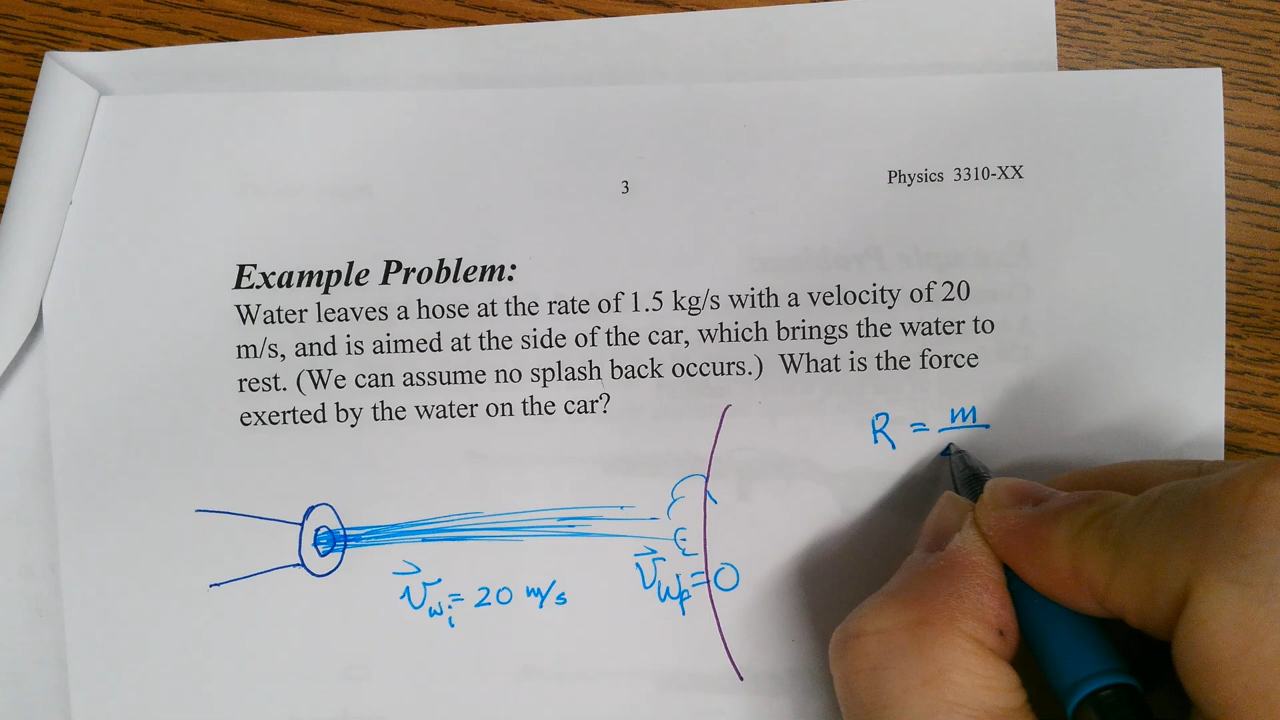 3
Physics 3310-XX
Example Problem:
Water leaves a hose at the rate of 1.5 kg/s with a velocity of 20
m/s, and is aimed at the side of the car, which brings the water to
rest. (We can assume no splash back occurs.) What is the force
exerted by the water on the car?
R = m
v⃗wi = 20 m/s
v⃗wf = 0